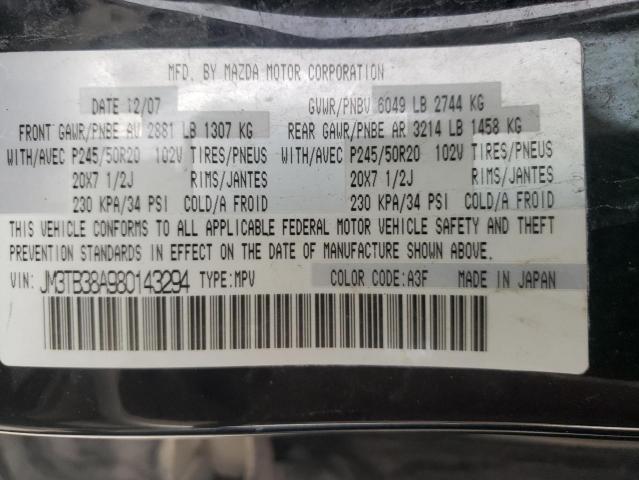 MFD. BY MAZDA MOTOR CORPORATION
DATE 12/07 GVWR/PNBV 6049 LB 2744 KG
FRONT GAWR/PNBE AV 2881 LB 1307 KG REAR GAWR/PNBE AR 3214 LB 1458 KG
WITH/AVEC P245/50R20 102V TIRES/PNEUS WITH/AVEC P245/50R20 102V TIRES/PNEUS
20X7 1/2J RIMS/JANTES 20X7 1/2J RIMS/JANTES
230 KPA/34 PSI COLD/A FROID 230 KPA/34 PSI COLD/A FROID
THIS VEHICLE CONFORMS TO ALL APPLICABLE FEDERAL MOTOR VEHICLE SAFETY AND THEFT
PREVENTION STANDARDS IN EFFECT ON THE DATE OF MANUFACTURE SHOWN ABOVE.
VIN: JM3TB38A980143294 TYPE:MPV COLOR CODE: A3F MADE IN JAPAN